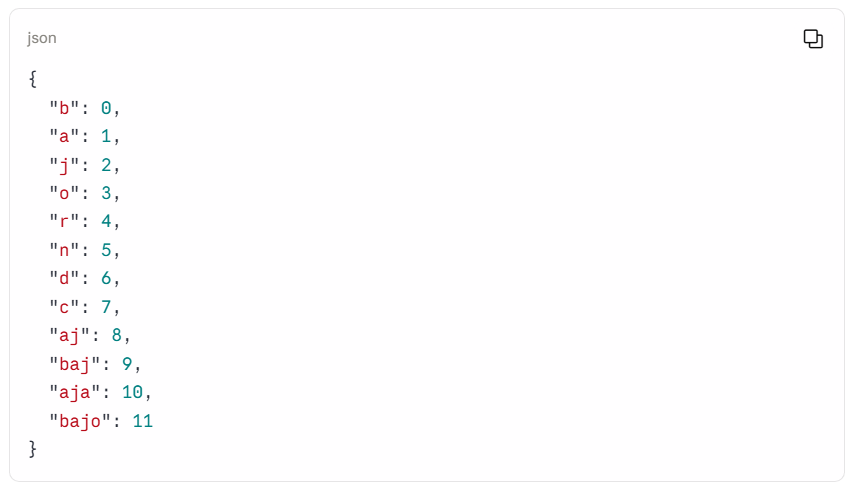 json
{
  "b": 0,
  "a": 1,
  "j": 2,
  "o": 3,
  "r": 4,
  "n": 5,
  "d": 6,
  "c": 7,
  "aj": 8,
  "baj": 9,
  "aja": 10,
  "bajo": 11
}